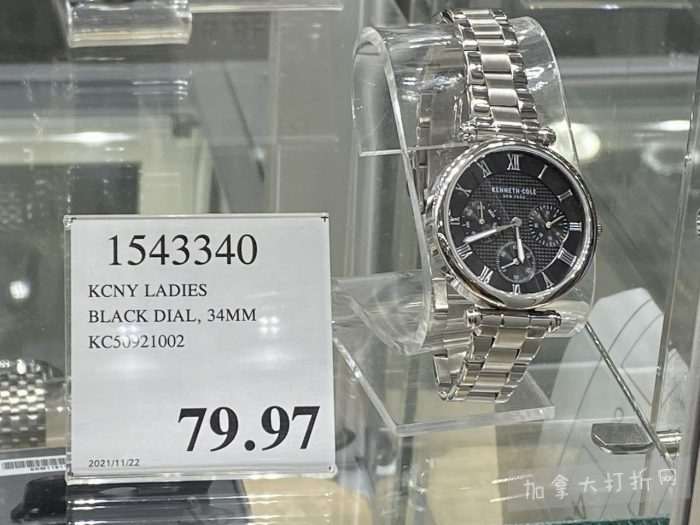 1543340
KCNY LADIES
BLACK DIAL, 34MM
KC50921002
79.97
2021/11/22
XII
KENNETH COLE
NEW YORK
加拿大打折网